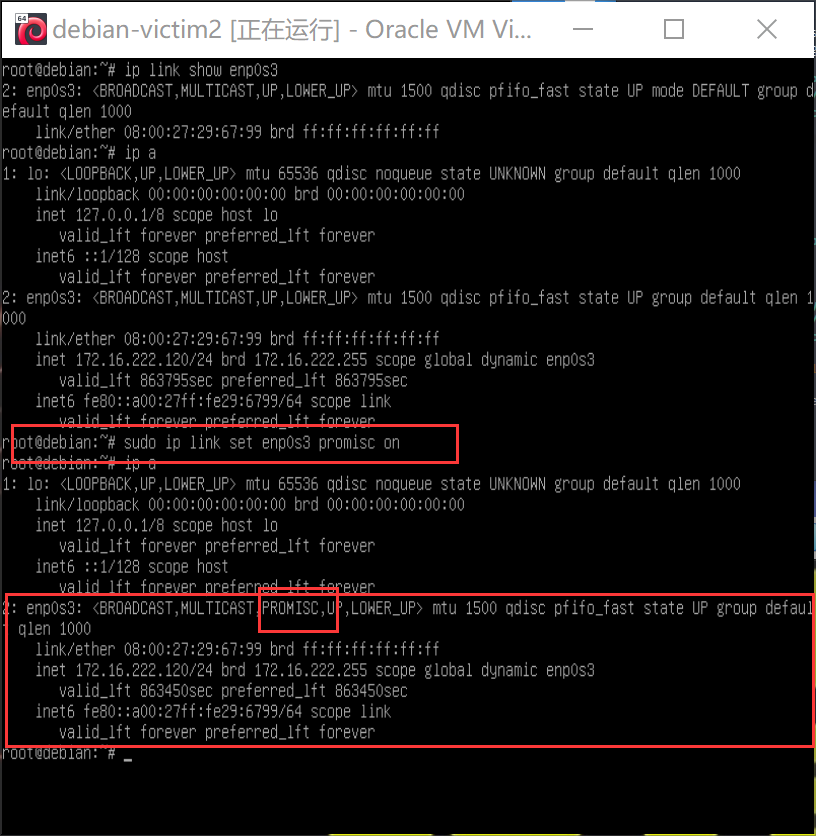 64
debian-victim2 [正在运行] - Oracle VM Vi...
root@debian:~# ip link show enp0s3
2: enp0s3: <BROADCAST,MULTICAST,UP,LOWER_UP> mtu 1500 qdisc pfifo_fast state UP mode DEFAULT group d
efault qlen 1000
    link/ether 08:00:27:29:67:99 brd ff:ff:ff:ff:ff:ff
root@debian:~# ip a
1: lo: <LOOPBACK,UP,LOWER_UP> mtu 65536 qdisc noqueue state UNKNOWN group default qlen 1000
    link/loopback 00:00:00:00:00:00 brd 00:00:00:00:00:00
    inet 127.0.0.1/8 scope host lo
       valid_lft forever preferred_lft forever
    inet6 ::1/128 scope host
       valid_lft forever preferred_lft forever
2: enp0s3: <BROADCAST,MULTICAST,UP,LOWER_UP> mtu 1500 qdisc pfifo_fast state UP group default qlen 1
000
    link/ether 08:00:27:29:67:99 brd ff:ff:ff:ff:ff:ff
    inet 172.16.222.120/24 brd 172.16.222.255 scope global dynamic enp0s3
       valid_lft 863795sec preferred_lft 863795sec
    inet6 fe80::a00:27ff:fe29:6799/64 scope link
       valid_lft forever preferred_lft forever
root@debian:~# sudo ip link set enp0s3 promisc on
root@debian:~# ip a
1: lo: <LOOPBACK,UP,LOWER_UP> mtu 65536 qdisc noqueue state UNKNOWN group default qlen 1000
    link/loopback 00:00:00:00:00:00 brd 00:00:00:00:00:00
    inet 127.0.0.1/8 scope host lo
       valid_lft forever preferred_lft forever
    inet6 ::1/128 scope host
       valid_lft forever preferred_lft forever
2: enp0s3: <BROADCAST,MULTICAST,PROMISC,UP,LOWER_UP> mtu 1500 qdisc pfifo_fast state UP group defaul
t qlen 1000
    link/ether 08:00:27:29:67:99 brd ff:ff:ff:ff:ff:ff
    inet 172.16.222.120/24 brd 172.16.222.255 scope global dynamic enp0s3
       valid_lft 863450sec preferred_lft 863450sec
    inet6 fe80::a00:27ff:fe29:6799/64 scope link
       valid_lft forever preferred_lft forever
root@debian:~# _